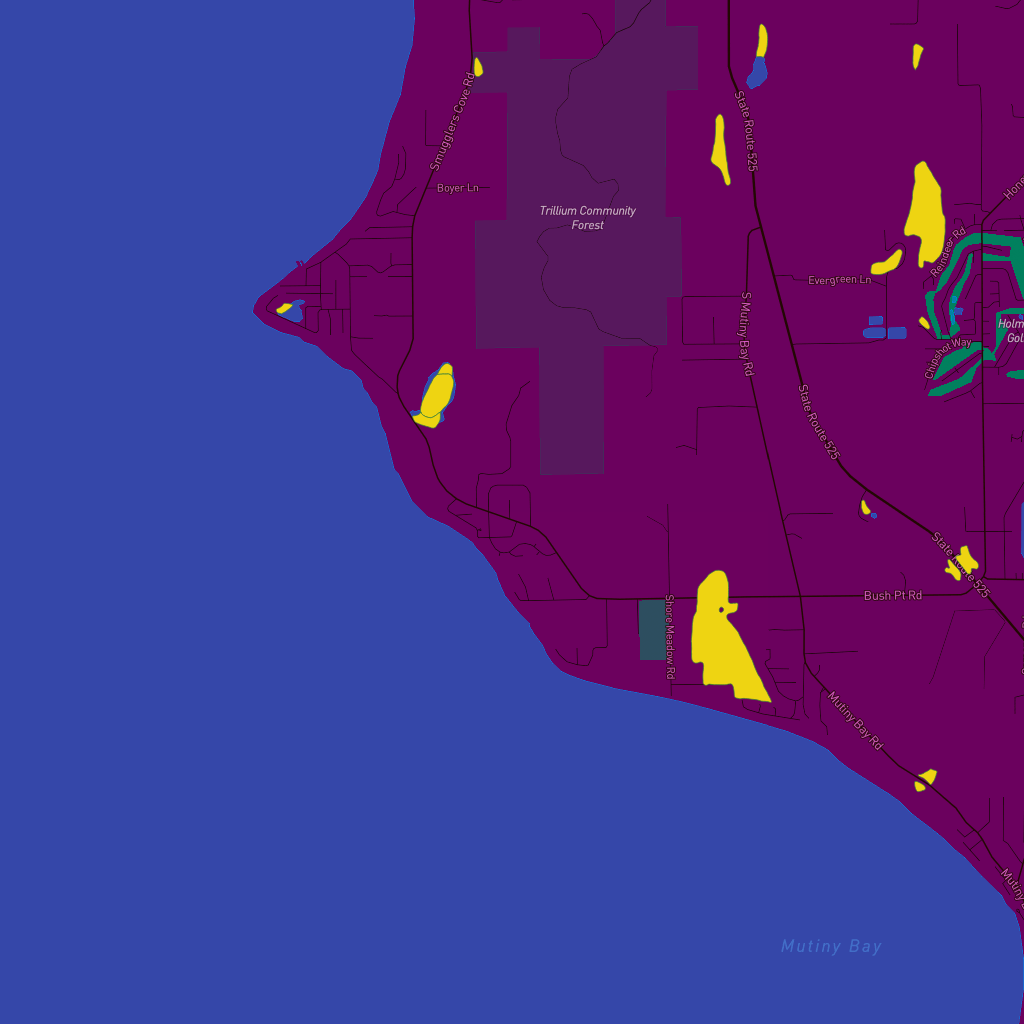 Smugglers Cove Rd
State Route 525
Boyer Ln
Trillium Community
Forest
Reindeer Rd
Evergreen Ln
S Mutiny Bay Rd
Chipshot Way
State Route 525
State Route 525
Bush Pt Rd
Shore Meadow Rd
Mutiny Bay Rd
Mutiny Bay